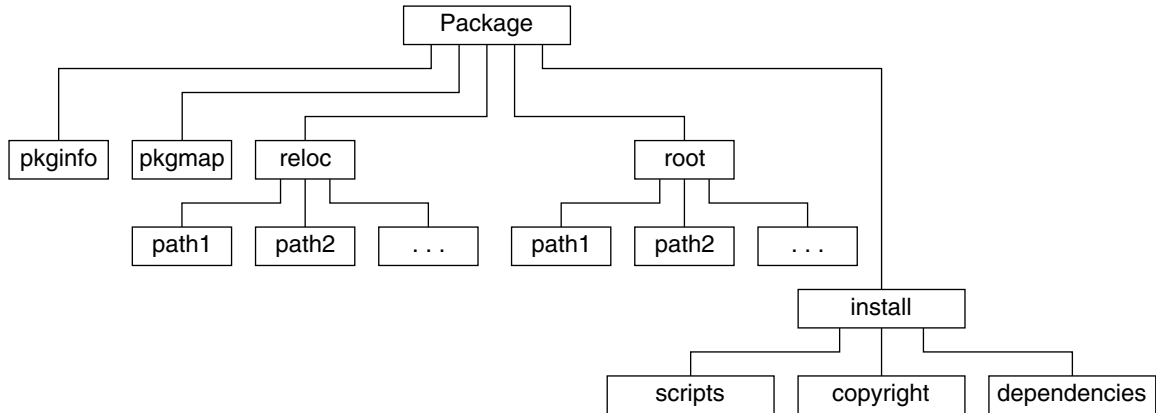 Package
pkginfo
pkgmap
reloc
root
path1
path2
. . .
path1
path2
. . .
install
scripts
copyright
dependencies